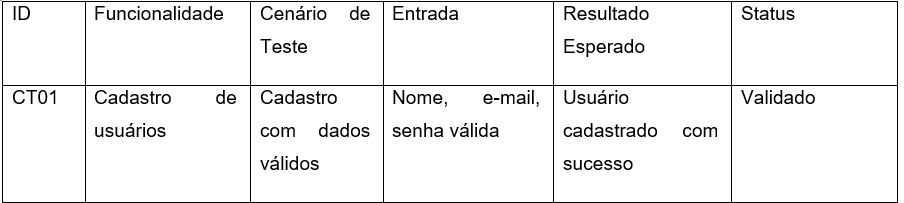 ID Funcionalidade Cenário de Teste Entrada Resultado Esperado Status
CT01 Cadastro de usuários Cadastro com dados válidos Nome, e-mail, senha válida Usuário cadastrado com sucesso Validado